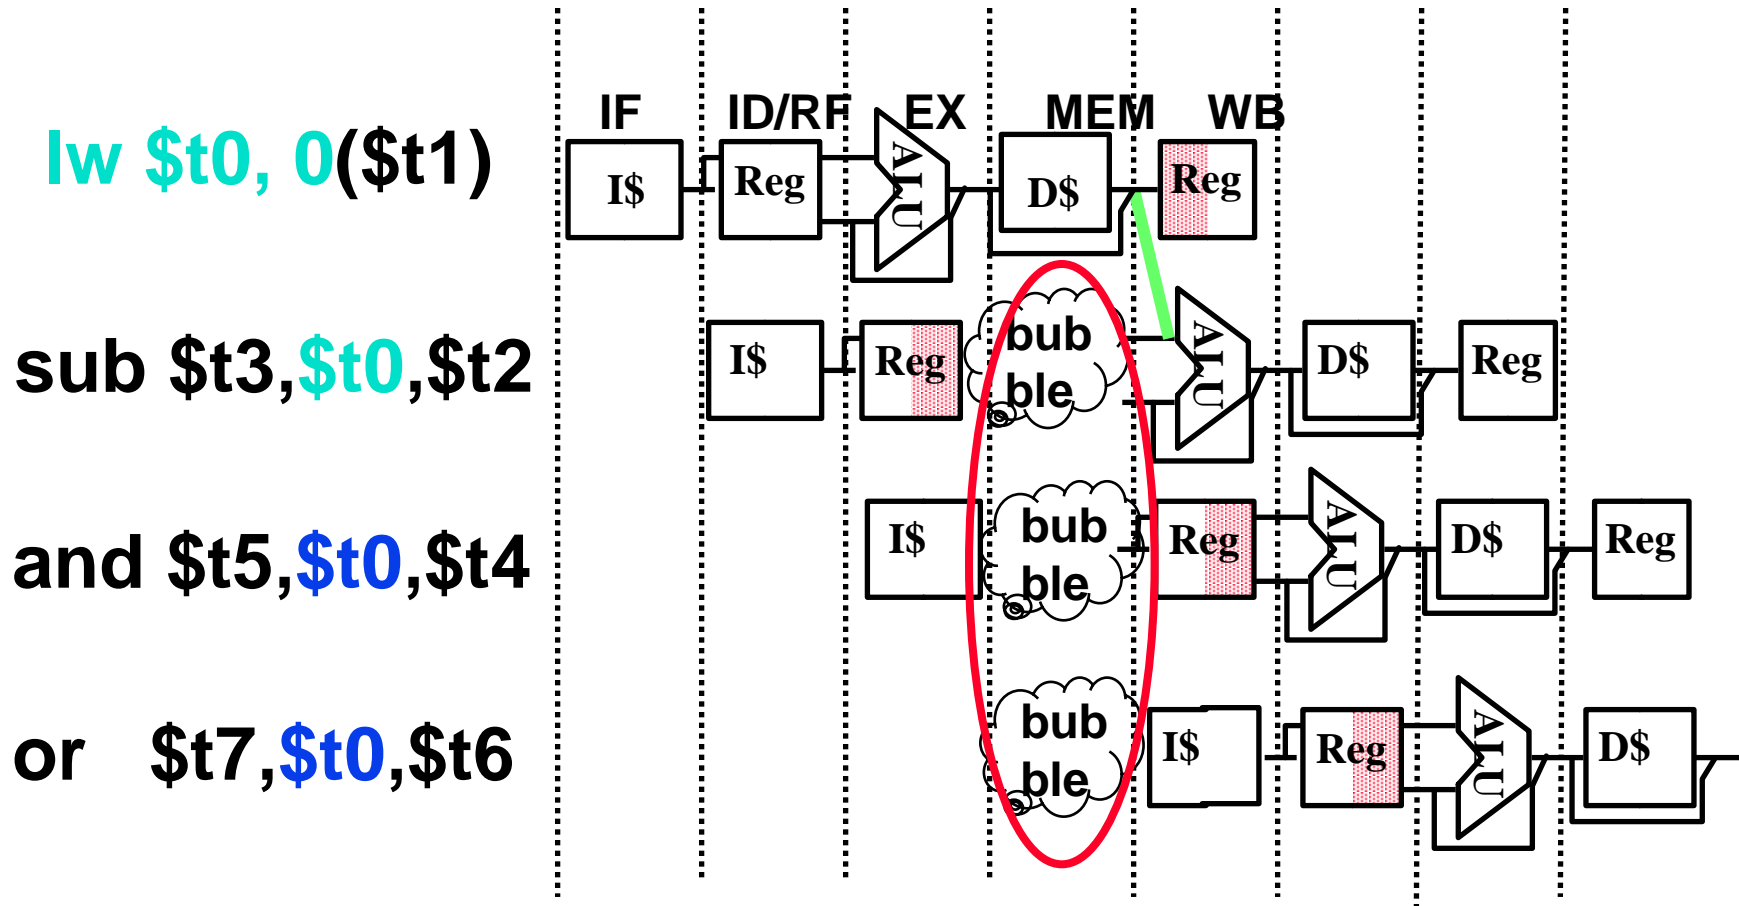 IF ID/RF EX MEM WB
lw $t0, 0($t1)
I$ Reg ALU D$ Reg
sub $t3,$t0,$t2
I$ Reg bub ble ALU D$ Reg
and $t5,$t0,$t4
I$ bub ble Reg ALU D$ Reg
or $t7,$t0,$t6
bub ble I$ Reg ALU D$